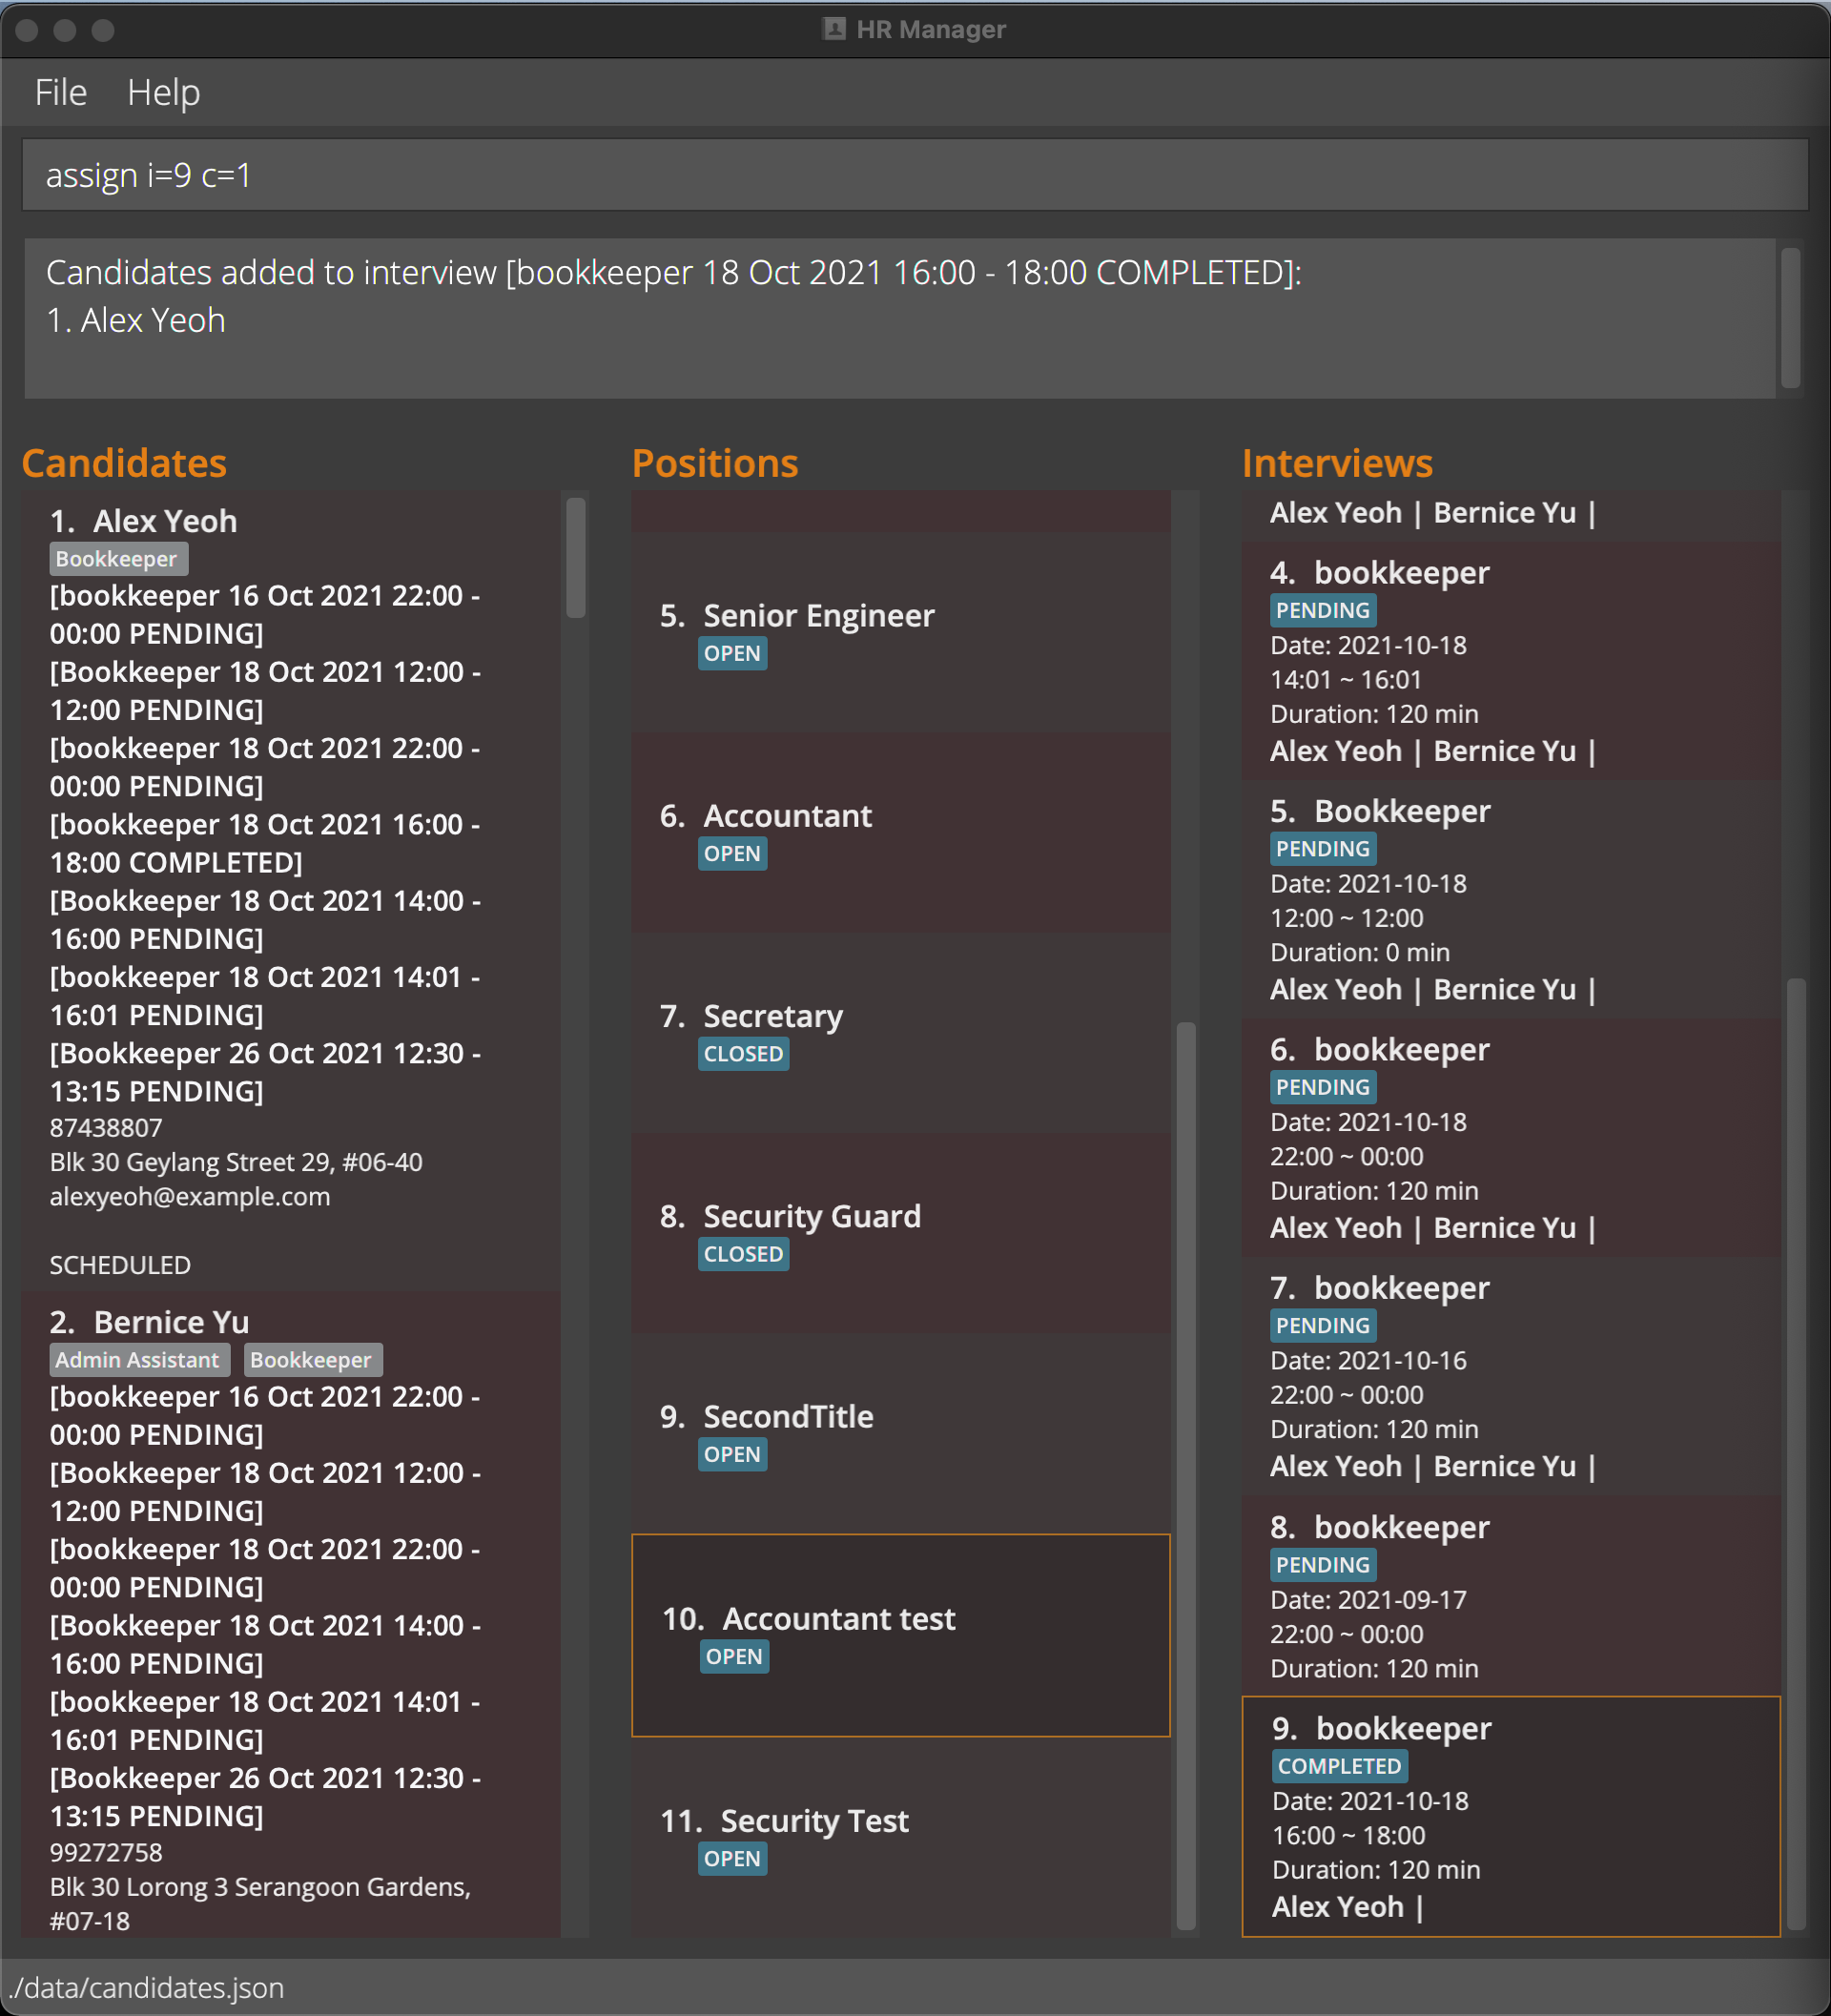 HR Manager
File Help
assign i=9 c=1
Candidates added to interview [bookkeeper 18 Oct 2021 16:00 - 18:00 COMPLETED]:
1. Alex Yeoh
Candidates
1. Alex Yeoh
Bookkeeper
[bookkeeper 16 Oct 2021 22:00 -
00:00 PENDING]
[Bookkeeper 18 Oct 2021 12:00 -
12:00 PENDING]
[bookkeeper 18 Oct 2021 22:00 -
00:00 PENDING]
[bookkeeper 18 Oct 2021 16:00 -
18:00 COMPLETED]
[Bookkeeper 18 Oct 2021 14:00 -
16:00 PENDING]
[bookkeeper 18 Oct 2021 14:01 -
16:01 PENDING]
[Bookkeeper 26 Oct 2021 12:30 -
13:15 PENDING]
87438807
Blk 30 Geylang Street 29, #06-40
alexyeoh@example.com
SCHEDULED
2. Bernice Yu
Admin Assistant Bookkeeper
[bookkeeper 16 Oct 2021 22:00 -
00:00 PENDING]
[Bookkeeper 18 Oct 2021 12:00 -
12:00 PENDING]
[bookkeeper 18 Oct 2021 22:00 -
00:00 PENDING]
[Bookkeeper 18 Oct 2021 14:00 -
16:00 PENDING]
[bookkeeper 18 Oct 2021 14:01 -
16:01 PENDING]
[Bookkeeper 26 Oct 2021 12:30 -
13:15 PENDING]
99272758
Blk 30 Lorong 3 Serangoon Gardens,
#07-18
Positions
5. Senior Engineer
OPEN
6. Accountant
OPEN
7. Secretary
CLOSED
8. Security Guard
CLOSED
9. SecondTitle
OPEN
10. Accountant test
OPEN
11. Security Test
OPEN
Interviews
Alex Yeoh | Bernice Yu |
4. bookkeeper
PENDING
Date: 2021-10-18
14:01 ~ 16:01
Duration: 120 min
Alex Yeoh | Bernice Yu |
5. Bookkeeper
PENDING
Date: 2021-10-18
12:00 ~ 12:00
Duration: 0 min
Alex Yeoh | Bernice Yu |
6. bookkeeper
PENDING
Date: 2021-10-18
22:00 ~ 00:00
Duration: 120 min
Alex Yeoh | Bernice Yu |
7. bookkeeper
PENDING
Date: 2021-10-16
22:00 ~ 00:00
Duration: 120 min
Alex Yeoh | Bernice Yu |
8. bookkeeper
PENDING
Date: 2021-09-17
22:00 ~ 00:00
Duration: 120 min
9. bookkeeper
COMPLETED
Date: 2021-10-18
16:00 ~ 18:00
Duration: 120 min
Alex Yeoh |
./data/candidates.json